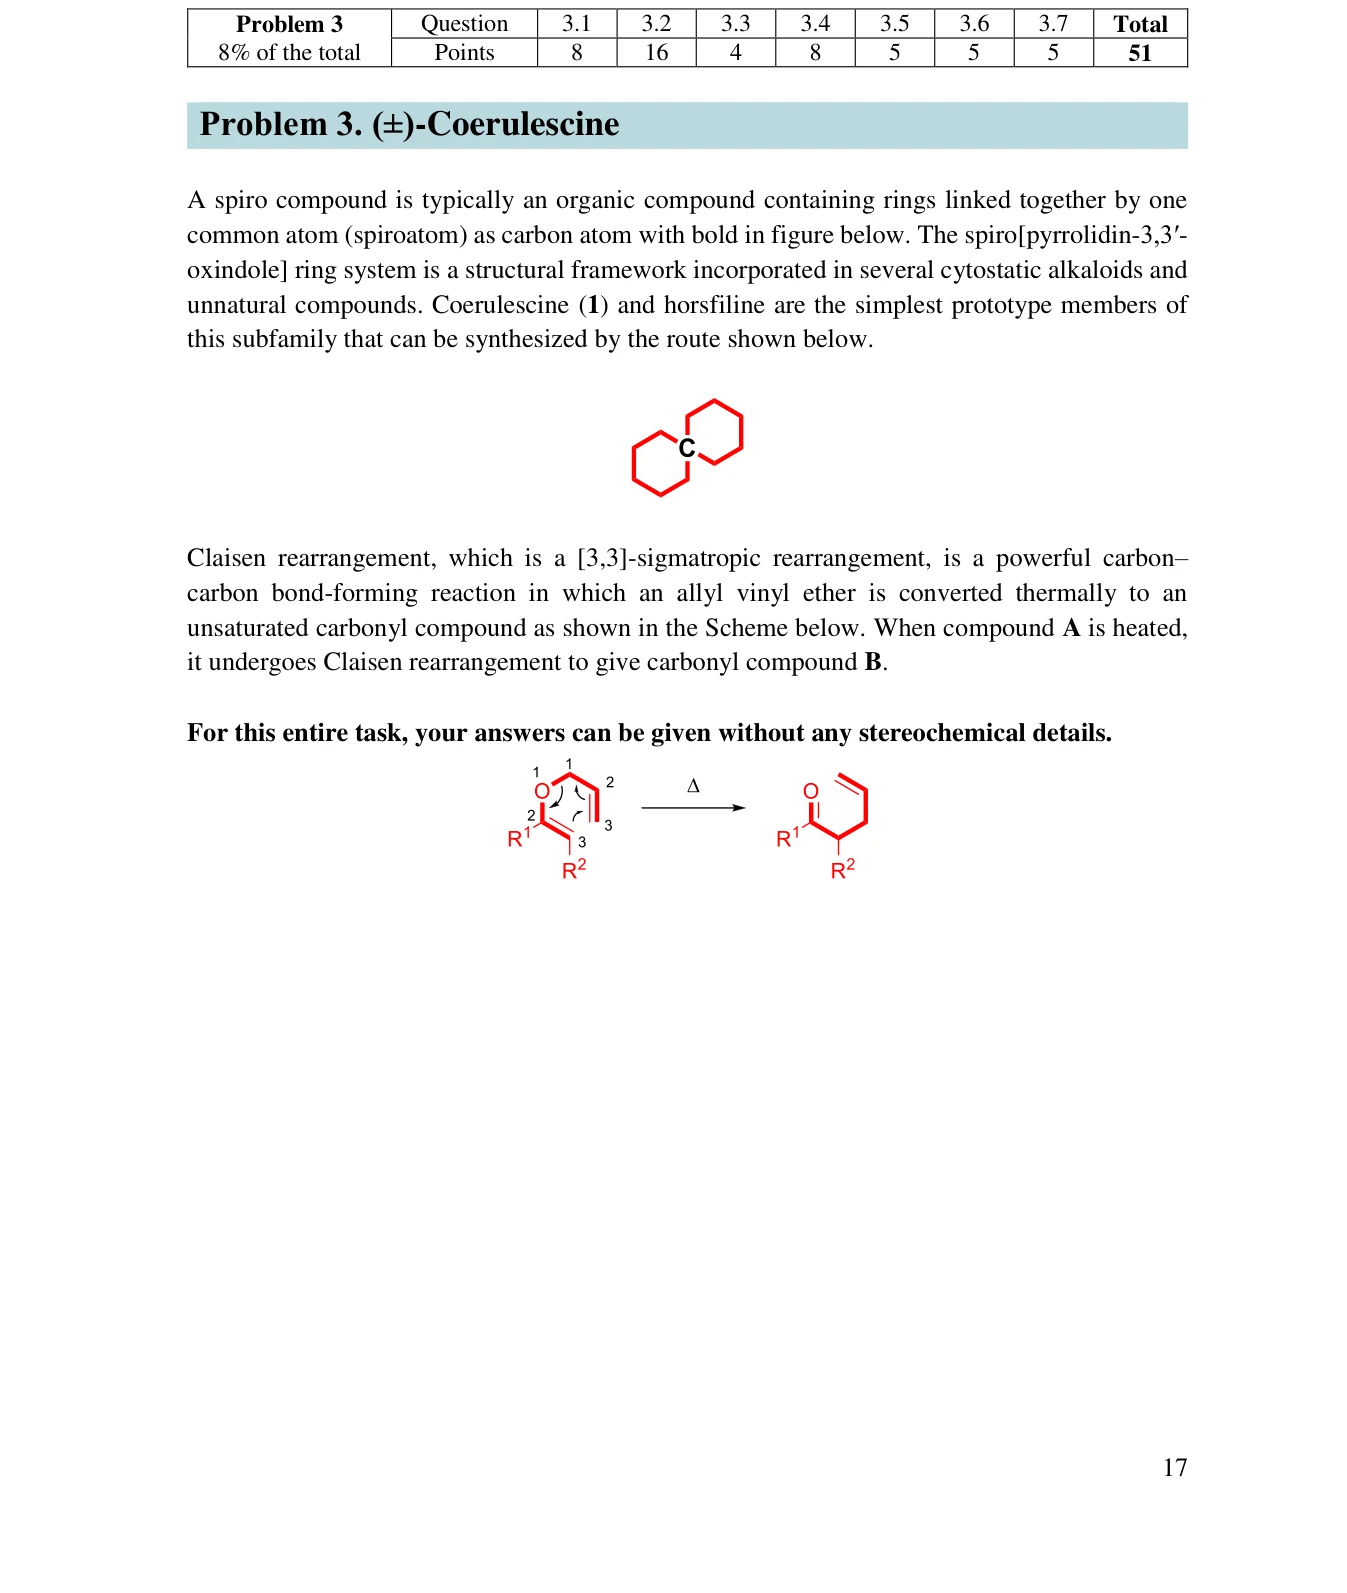 Problem 3 Question 3.1 3.2 3.3 3.4 3.5 3.6 3.7 Total
8% of the total Points 8 16 4 8 5 5 5 51
Problem 3. (±)-Coerulescine
A spiro compound is typically an organic compound containing rings linked together by one
common atom (spiroatom) as carbon atom with bold in figure below. The spiro[pyrrolidin-3,3′-
oxindole] ring system is a structural framework incorporated in several cytostatic alkaloids and
unnatural compounds. Coerulescine (1) and horsfiline are the simplest prototype members of
this subfamily that can be synthesized by the route shown below.
C
Claisen rearrangement, which is a [3,3]-sigmatropic rearrangement, is a powerful carbon–
carbon bond-forming reaction in which an allyl vinyl ether is converted thermally to an
unsaturated carbonyl compound as shown in the Scheme below. When compound A is heated,
it undergoes Claisen rearrangement to give carbonyl compound B.
For this entire task, your answers can be given without any stereochemical details.
1 1
O 2 Δ O
2 3
R1 3 R1
R2 R2
17